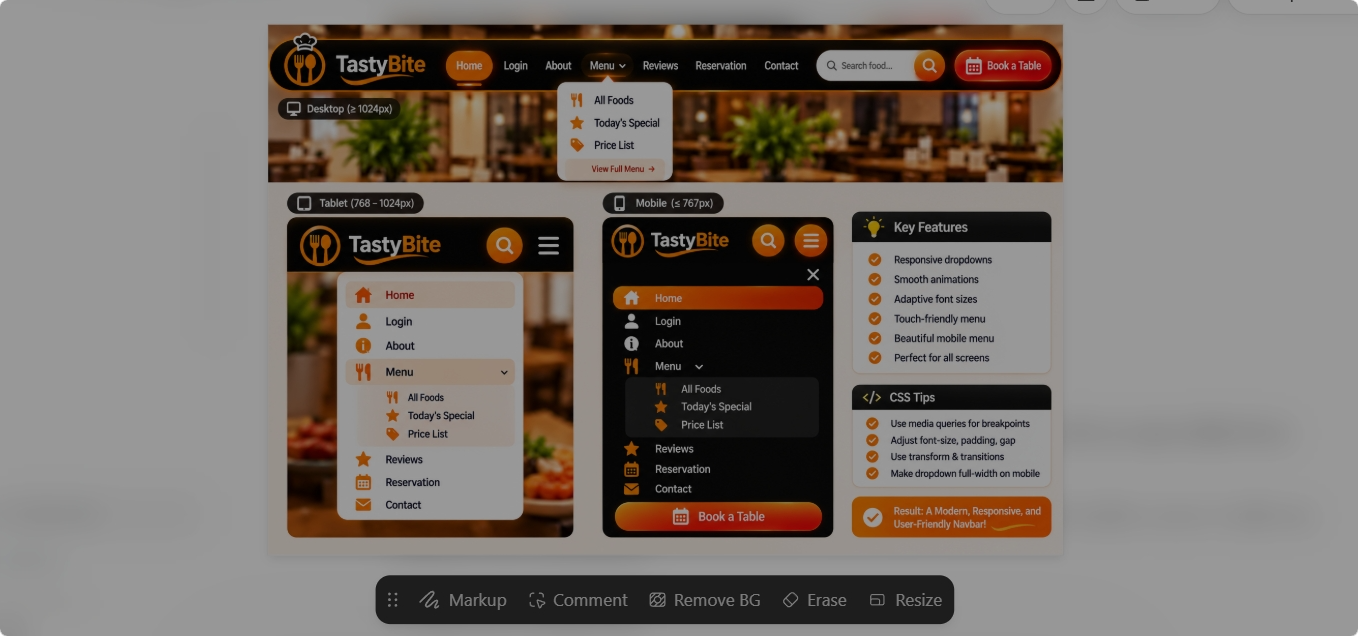 TastyBite
Home
Login
About
Menu
Reviews
Reservation
Contact
Search food...
Book a Table
Desktop (≥ 1024px)
All Foods
Today's Special
Price List
View Full Menu →
Tablet (768 – 1024px)
TastyBite
Home
Login
About
Menu
All Foods
Today's Special
Price List
Reviews
Reservation
Contact
Mobile (≤ 767px)
TastyBite
Home
Login
About
Menu
All Foods
Today's Special
Price List
Reviews
Reservation
Contact
Book a Table
Key Features
Responsive dropdowns
Smooth animations
Adaptive font sizes
Touch-friendly menu
Beautiful mobile menu
Perfect for all screens
</> CSS Tips
Use media queries for breakpoints
Adjust font-size, padding, gap
Use transform & transitions
Make dropdown full-width on mobile
Result: A Modern, Responsive, and
User-Friendly Navbar!
Markup
Comment
Remove BG
Erase
Resize